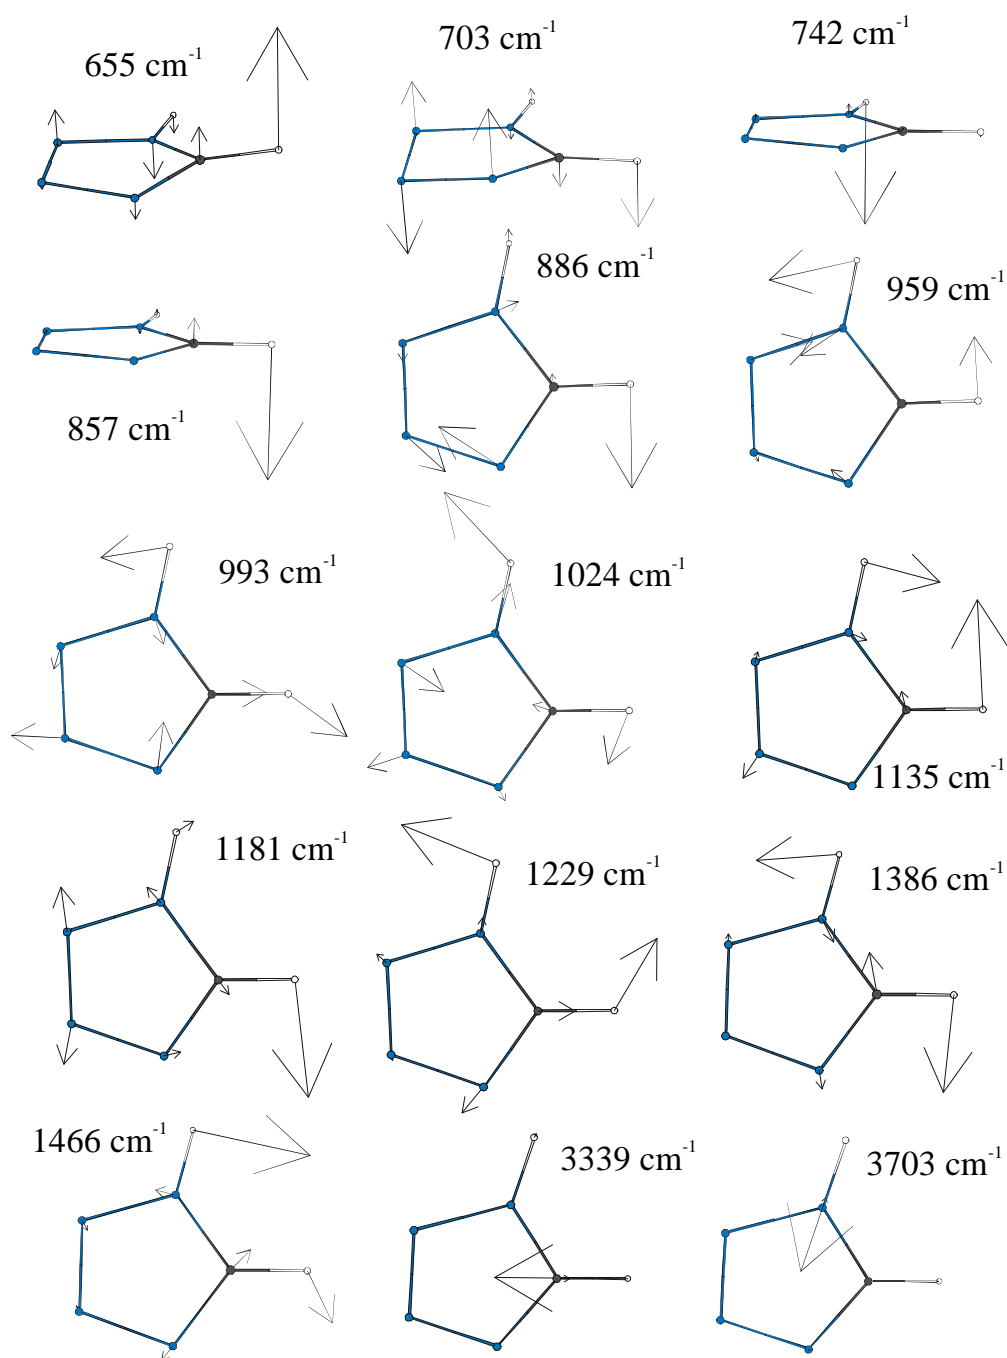 655 cm⁻¹
703 cm⁻¹
742 cm⁻¹
857 cm⁻¹
886 cm⁻¹
959 cm⁻¹
993 cm⁻¹
1024 cm⁻¹
1135 cm⁻¹
1181 cm⁻¹
1229 cm⁻¹
1386 cm⁻¹
1466 cm⁻¹
3339 cm⁻¹
3703 cm⁻¹